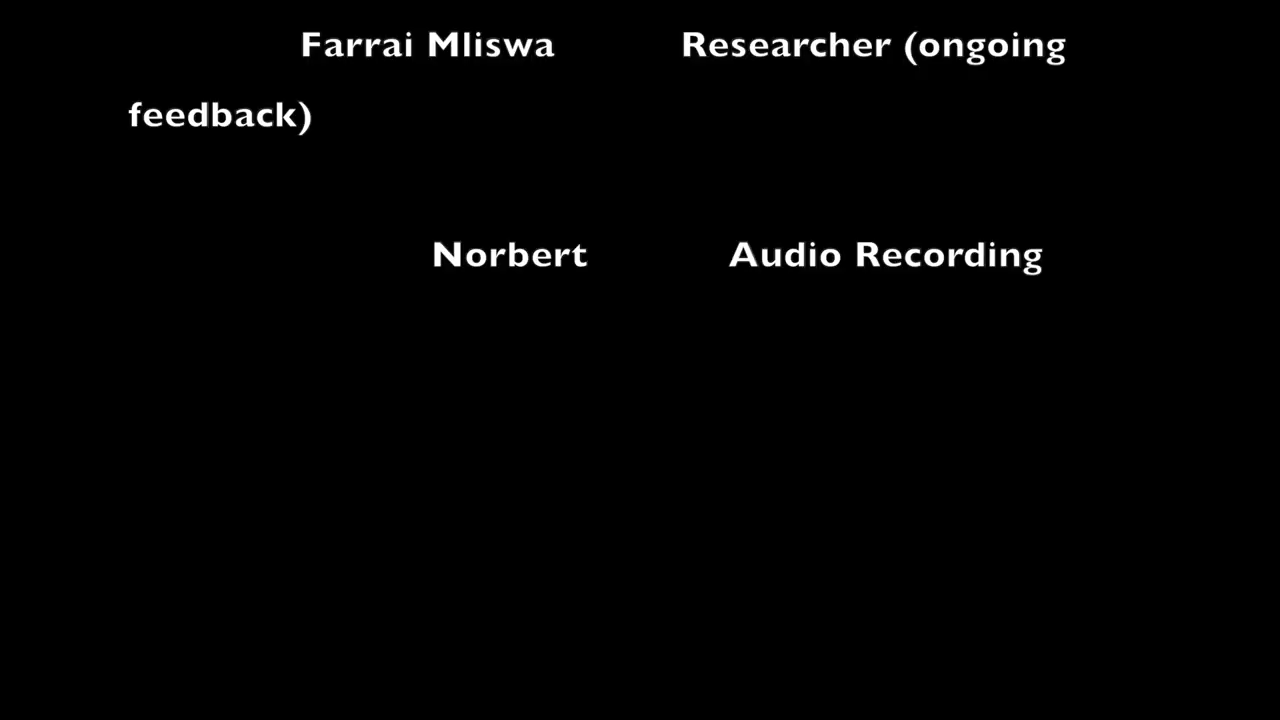 Farrai Mliswa Researcher (ongoing
feedback)
Norbert Audio Recording